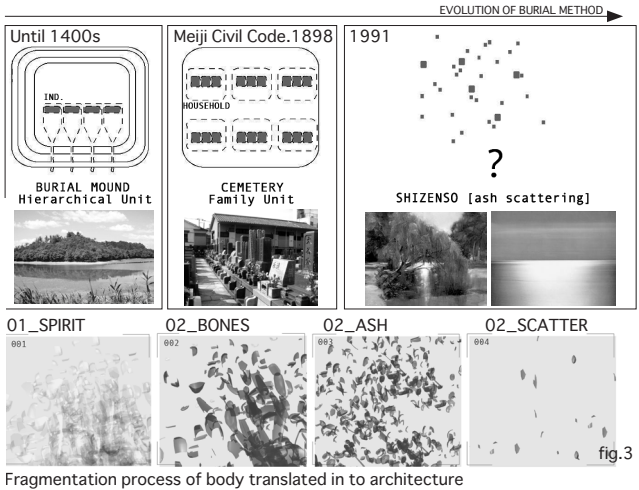 EVOLUTION OF BURIAL METHOD
Until 1400s
IND.
BURIAL MOUND
Hierarchical Unit
Meiji Civil Code.1898
HOUSEHOLD
CEMETERY
Family Unit
1991
?
SHIZENSO [ash scattering]
01_SPIRIT
02_BONES
02_ASH
02_SCATTER
001
002
003
004
fig.3
Fragmentation process of body translated in to architecture